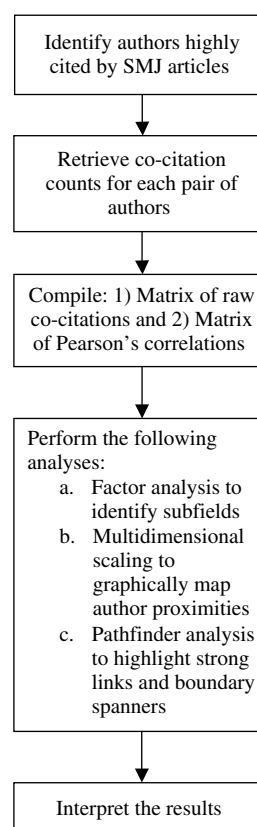 Identify authors highly
cited by SMJ articles
Retrieve co-citation
counts for each pair of
authors
Compile: 1) Matrix of raw
co-citations and 2) Matrix
of Pearson's correlations
Perform the following
analyses:
a. Factor analysis to
identify subfields
b. Multidimensional
scaling to
graphically map
author proximities
c. Pathfinder analysis
to highlight strong
links and boundary
spanners
Interpret the results